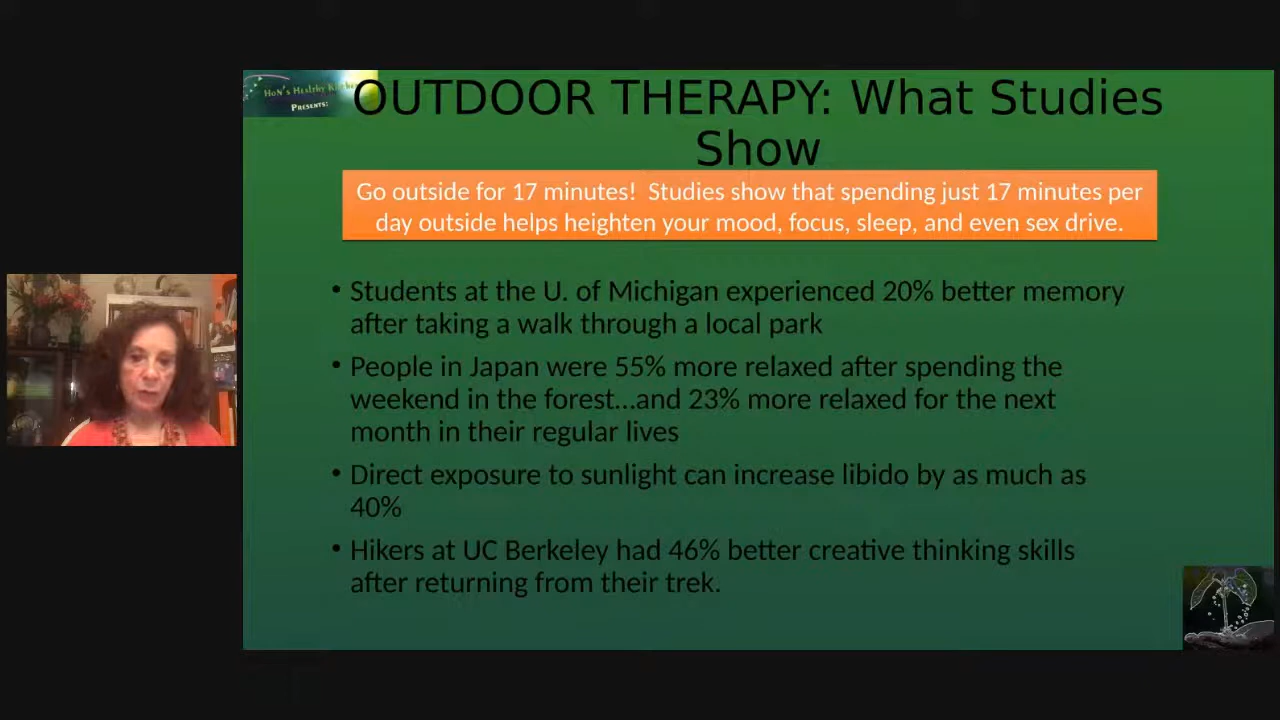 HoN's Healthy Kitchen
Presents:
OUTDOOR THERAPY: What Studies
Show
Go outside for 17 minutes!  Studies show that spending just 17 minutes per
day outside helps heighten your mood, focus, sleep, and even sex drive.
• Students at the U. of Michigan experienced 20% better memory
after taking a walk through a local park
• People in Japan were 55% more relaxed after spending the
weekend in the forest...and 23% more relaxed for the next
month in their regular lives
• Direct exposure to sunlight can increase libido by as much as
40%
• Hikers at UC Berkeley had 46% better creative thinking skills
after returning from their trek.